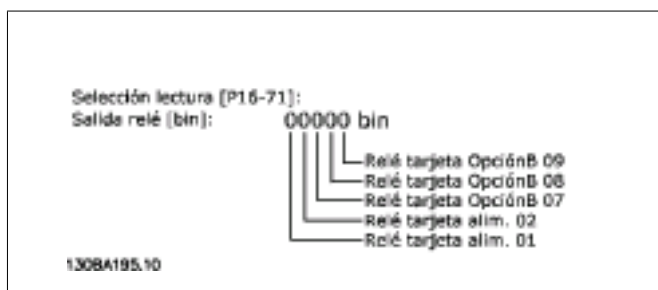 Selección lectura [P16-71]:
Salida relé [bin]: 00000 bin
Relé tarjeta OpciónB 09
Relé tarjeta OpciónB 08
Relé tarjeta OpciónB 07
Relé tarjeta alim. 02
Relé tarjeta alim. 01
130BA195.10